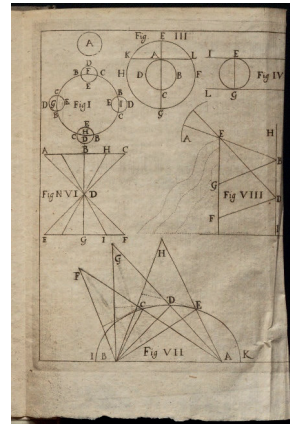 A
Fig. E III
K A L
H D B F
C
G
I E
Fig IV
L G
D
B F C
E
C
D G E
B
Fig I
B
E D
C
E
C H B
D
A B H C
Fig N VI D
E G I F
H
A E
B
G Fig VIII
D
F
I
H
G
F
C D E
I B Fig VII A K